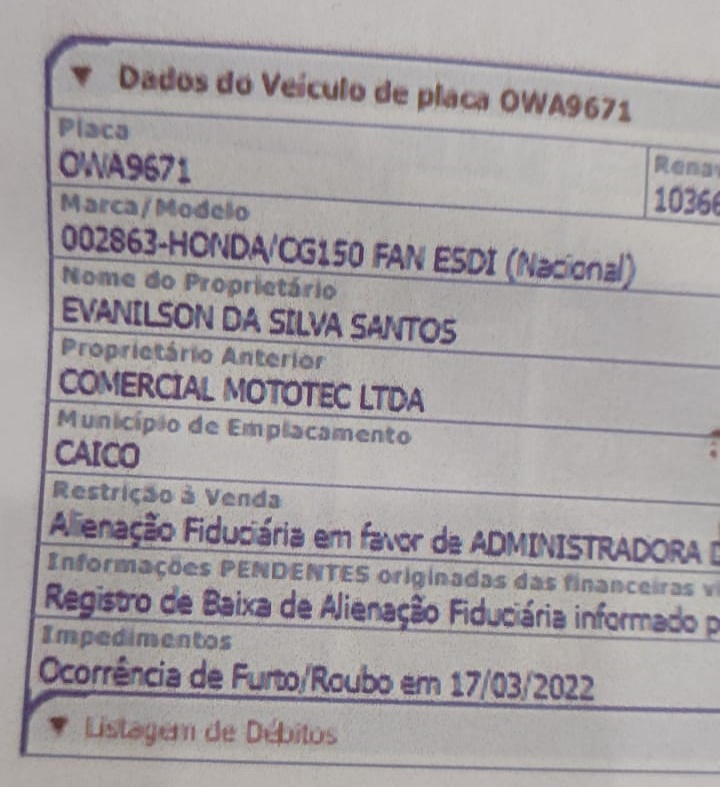 ▼ Dados do Veículo de placa OWA9671
Placa
OWA9671
Renav
10366
Marca/Modelo
002863-HONDA/CG150 FAN ESDI (Nacional)
Nome do Proprietário
EVANILSON DA SILVA SANTOS
Proprietário Anterior
COMERCIAL MOTOTEC LTDA
Município de Emplacamento
CAICO
Restrição à Venda
Alienação Fiduciária em favor de ADMINISTRADORA
Informações PENDENTES originadas das financeiras
Registro de Baixa de Alienação Fiduciária informado
Impedimentos
Ocorrência de Furto/Roubo em 17/03/2022
▼ Listagem de Débitos